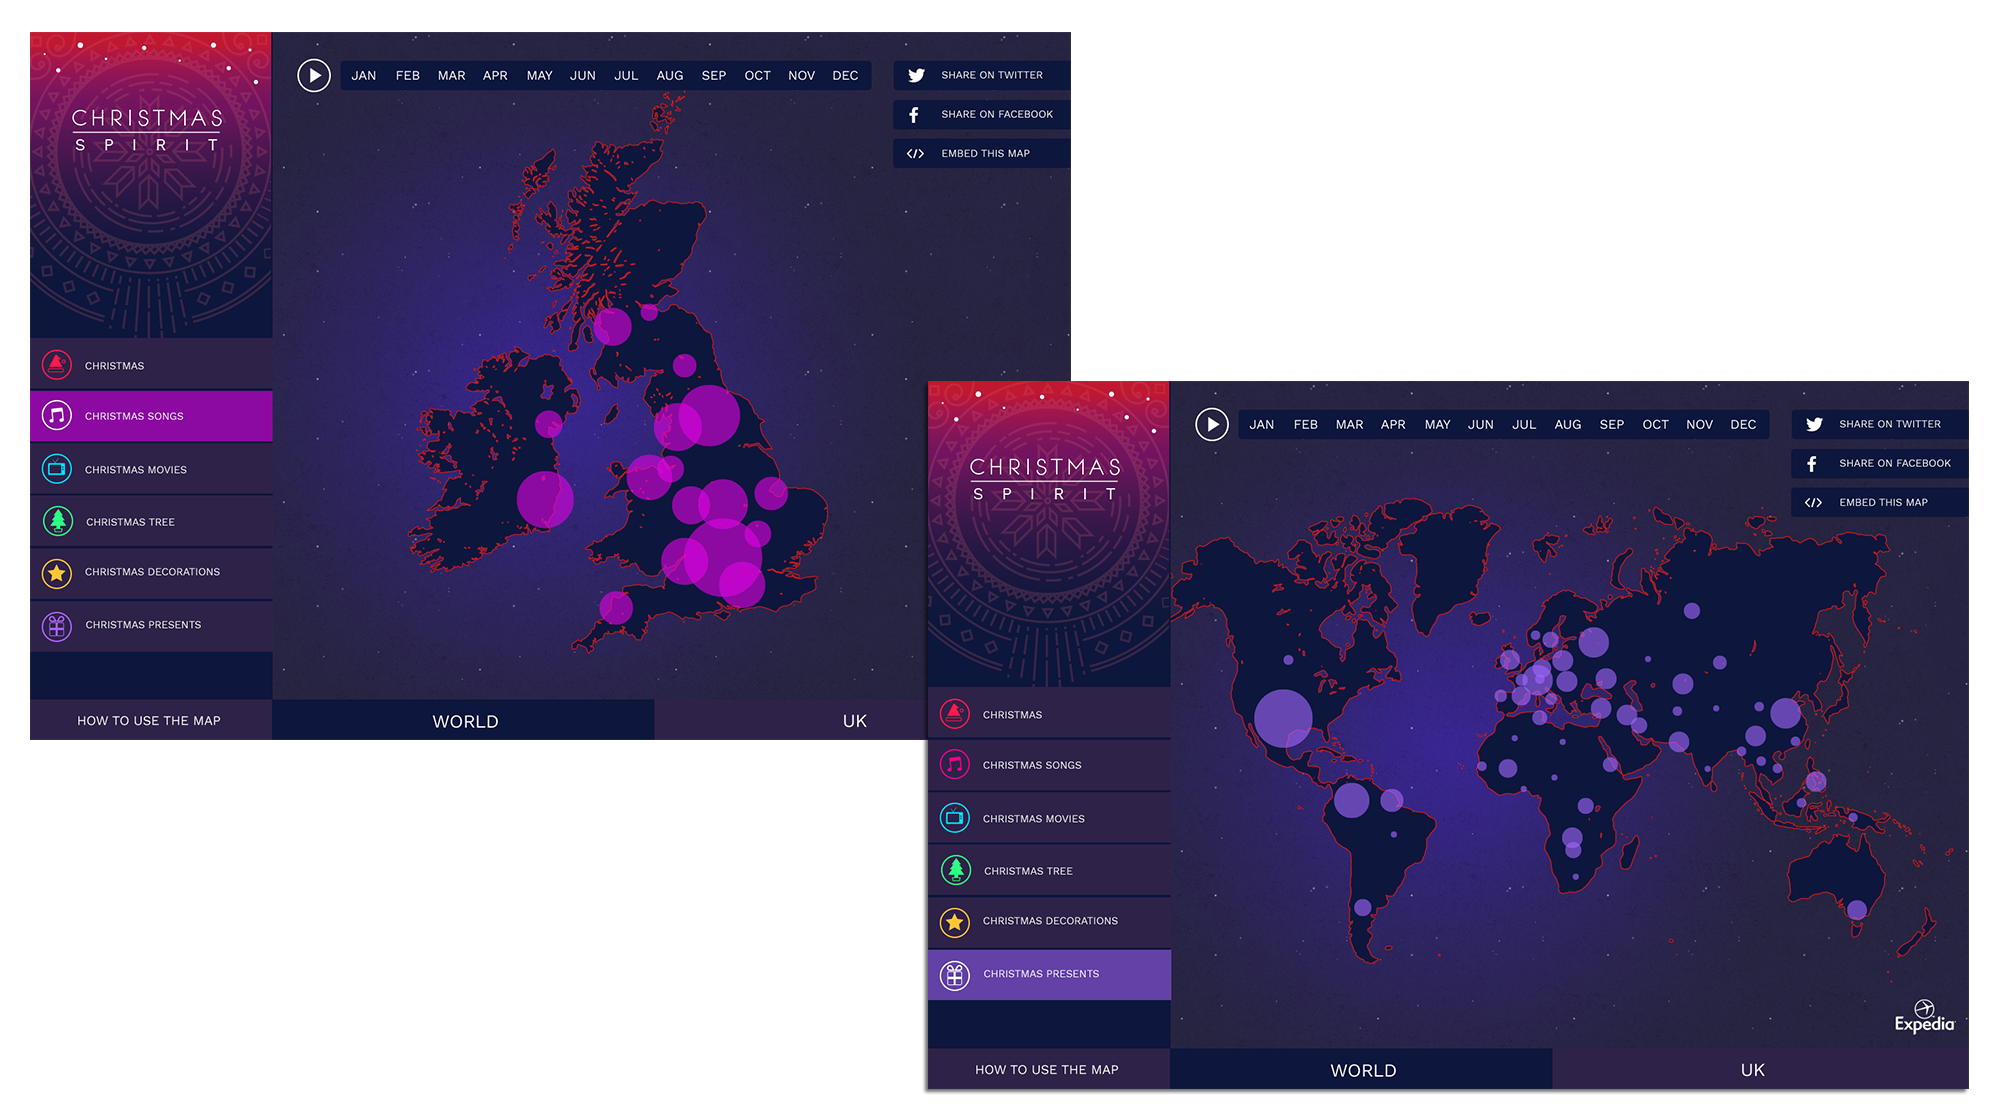 CHRISTMAS
SPIRIT
JAN FEB MAR APR MAY JUN JUL AUG SEP OCT NOV DEC
SHARE ON TWITTER
SHARE ON FACEBOOK
EMBED THIS MAP
CHRISTMAS
CHRISTMAS SONGS
CHRISTMAS MOVIES
CHRISTMAS TREE
CHRISTMAS DECORATIONS
CHRISTMAS PRESENTS
HOW TO USE THE MAP
WORLD
UK
CHRISTMAS
SPIRIT
JAN FEB MAR APR MAY JUN JUL AUG SEP OCT NOV DEC
SHARE ON TWITTER
SHARE ON FACEBOOK
EMBED THIS MAP
CHRISTMAS
CHRISTMAS SONGS
CHRISTMAS MOVIES
CHRISTMAS TREE
CHRISTMAS DECORATIONS
CHRISTMAS PRESENTS
Expedia
HOW TO USE THE MAP
WORLD
UK